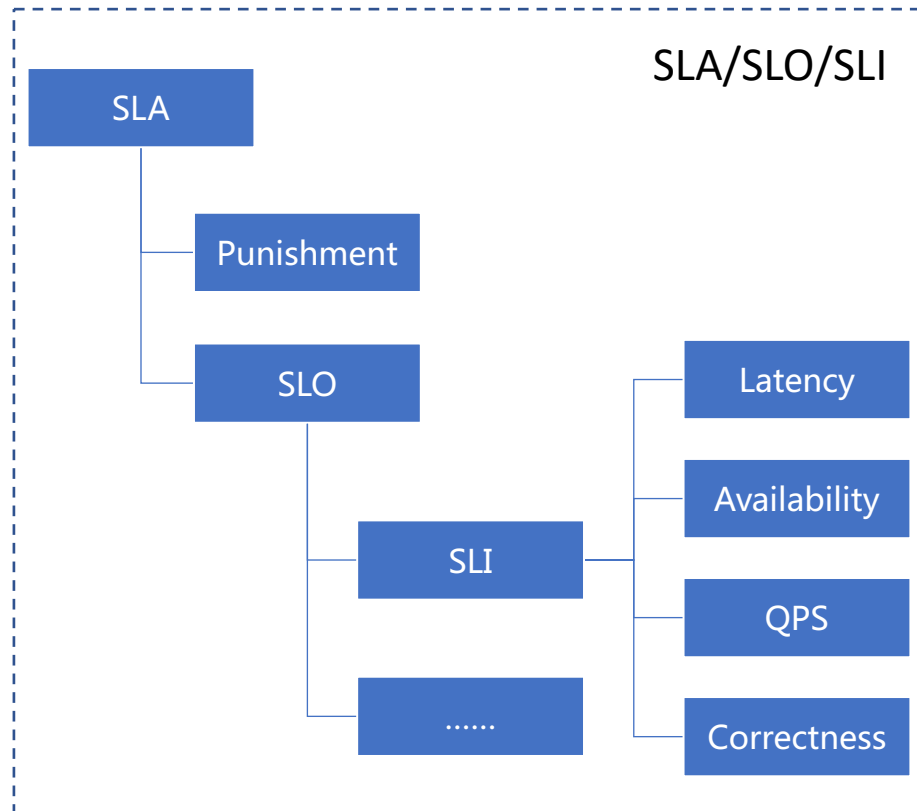 SLA/SLO/SLI
SLA
Punishment
SLO
Latency
Availability
SLI
QPS
......
Correctness